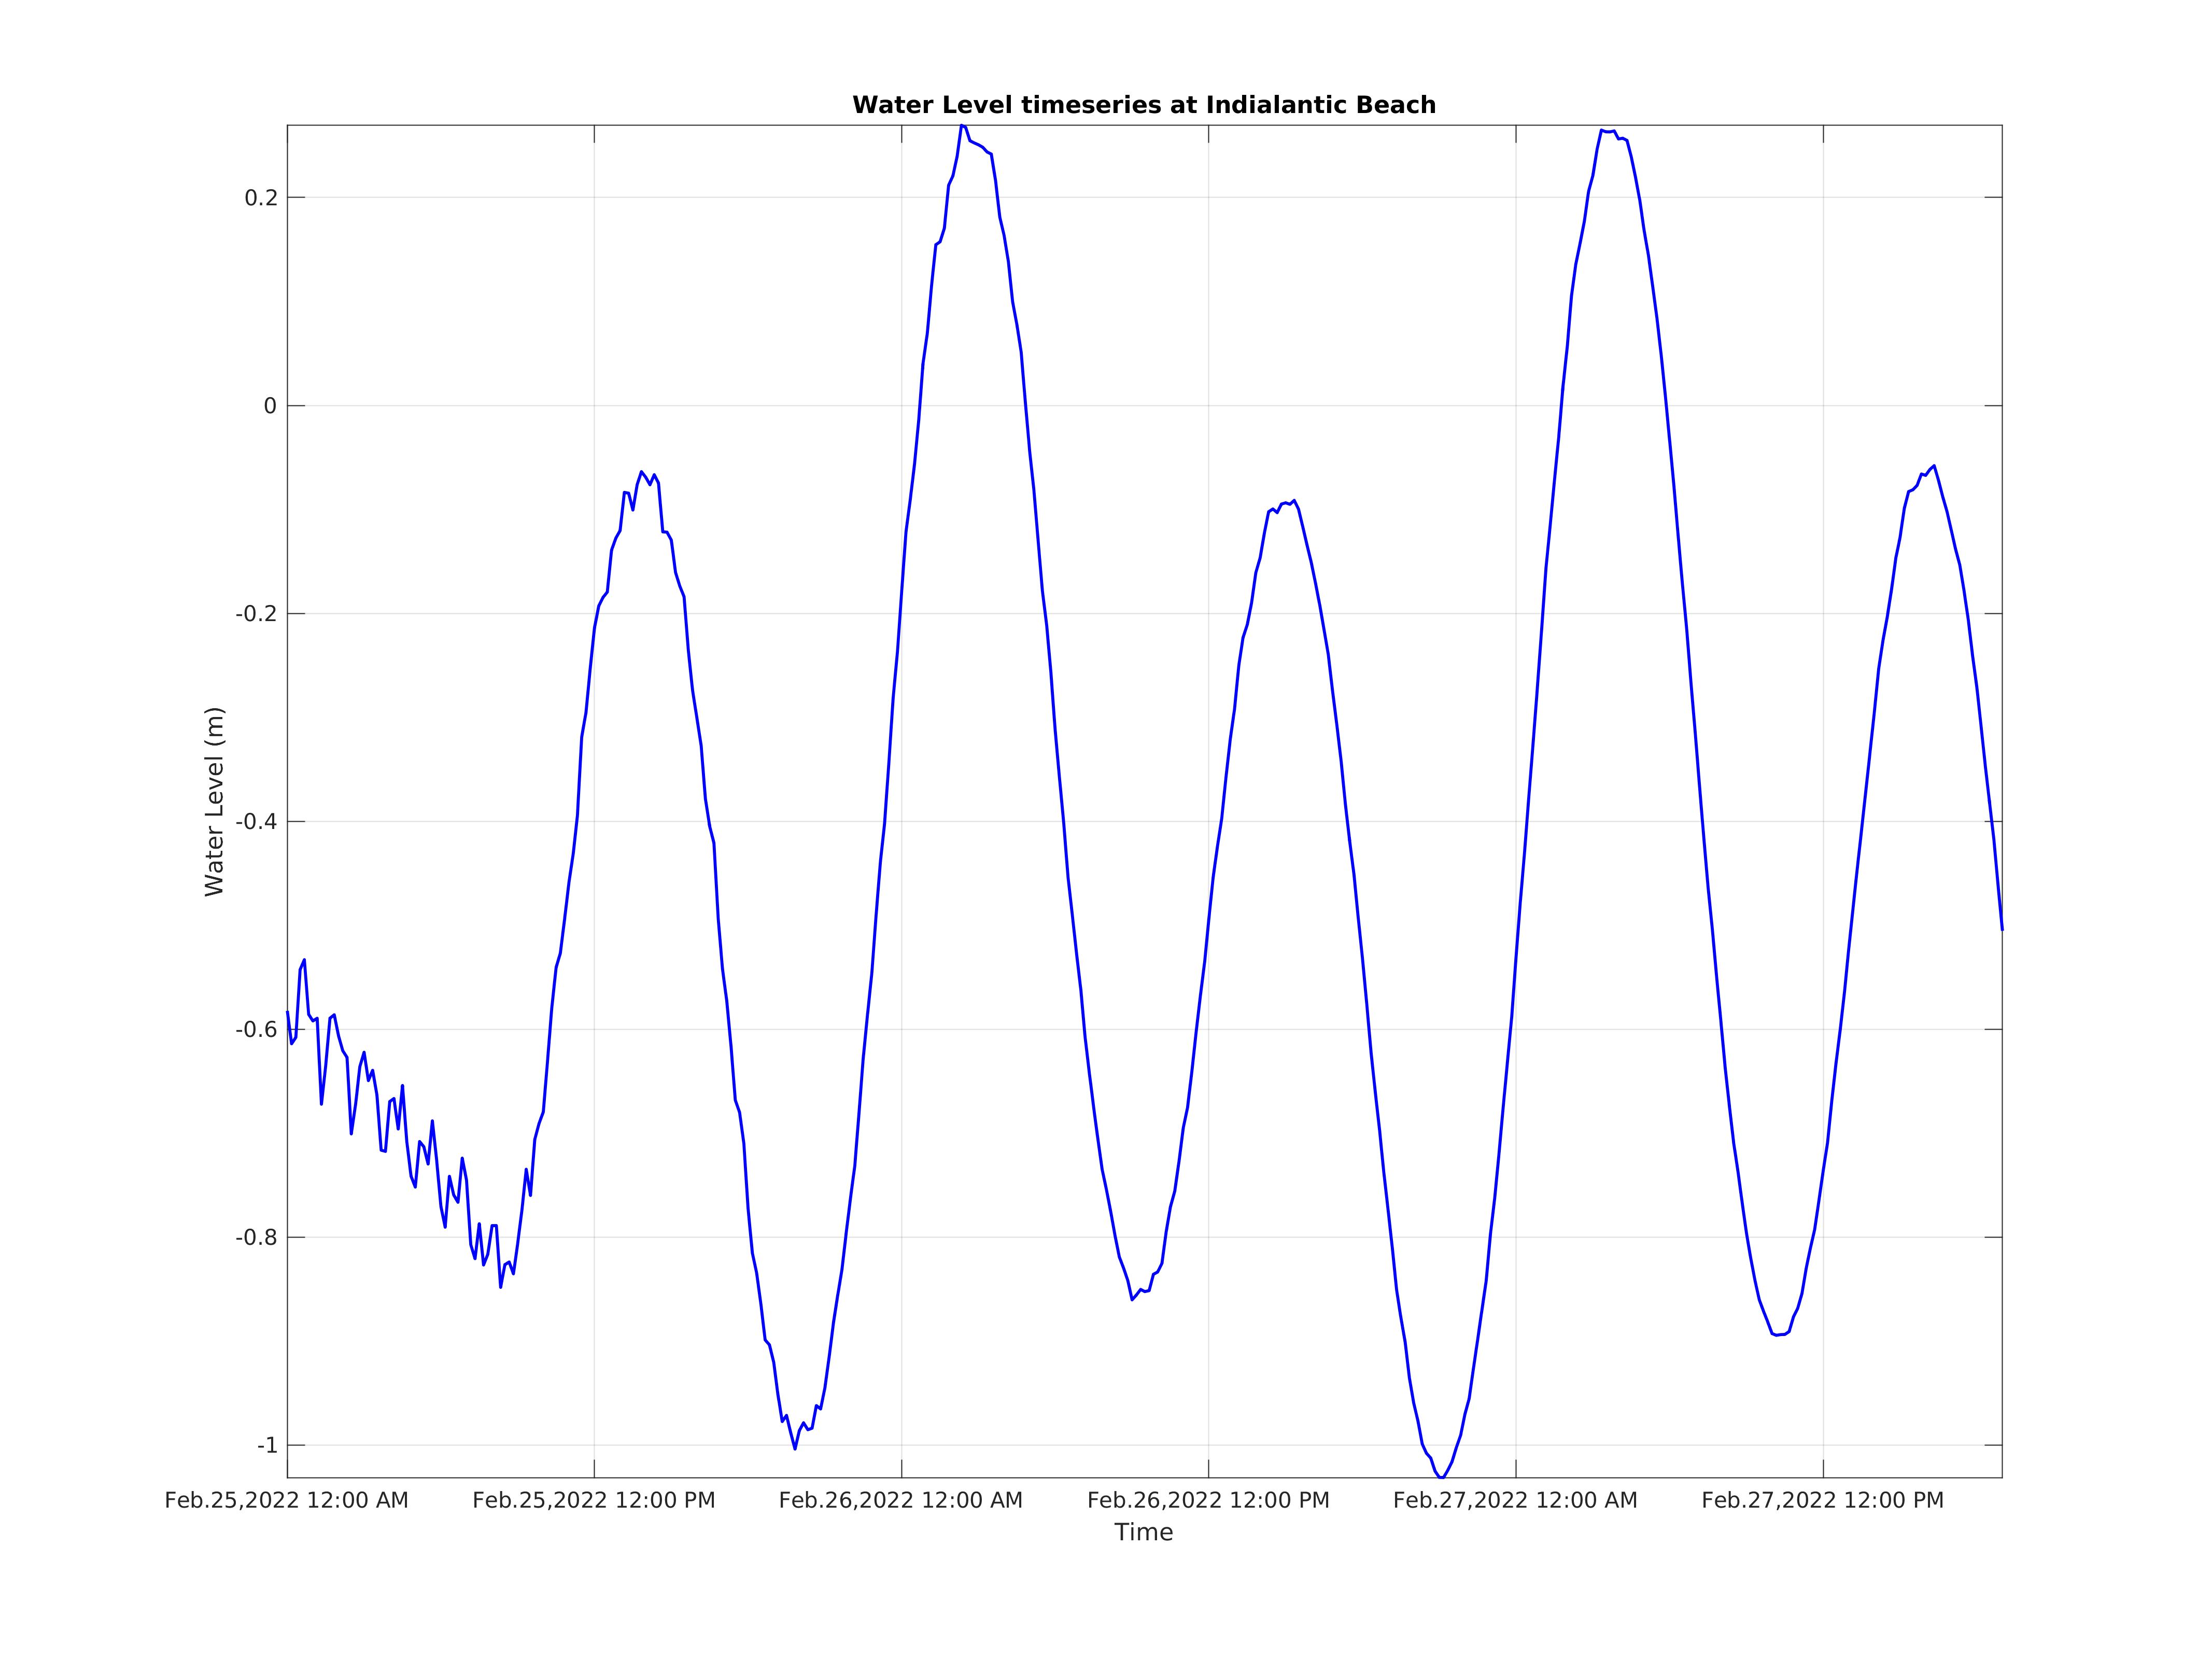 Water Level timeseries at Indialantic Beach
0.2
0
-0.2
-0.4
-0.6
-0.8
-1
Water Level (m)
Feb.25,2022 12:00 AM
Feb.25,2022 12:00 PM
Feb.26,2022 12:00 AM
Feb.26,2022 12:00 PM
Feb.27,2022 12:00 AM
Feb.27,2022 12:00 PM
Time